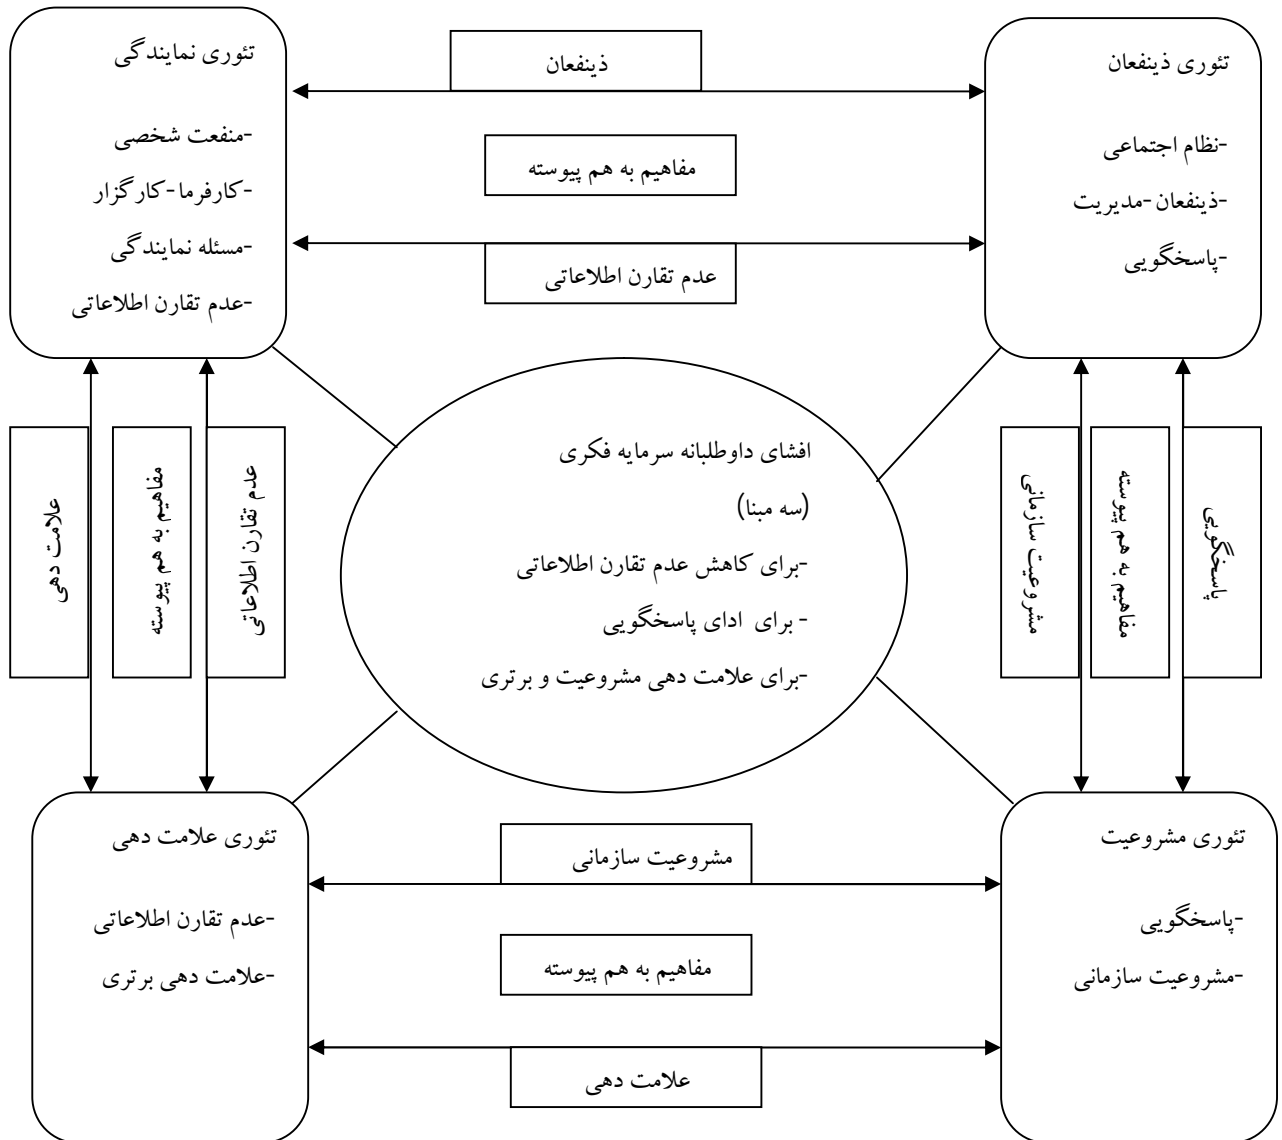 تئوری ذینفعان
-نظام اجتماعی
-ذینفعان-مدیریت
-پاسخگویی
ذینفعان
مفاهیم به هم پیوسته
عدم تقارن اطلاعاتی
تئوری نمایندگی
-منفعت شخصی
-کارفرما-کارگزار
-مسئله نمایندگی
-عدم تقارن اطلاعاتی
پاسخگویی
مفاهیم به هم پیوسته
مشروعیت سازمانی
افشای داوطلبانه سرمایه فکری
(سه مبنا)
-برای کاهش عدم تقارن اطلاعاتی
- برای ادای پاسخگویی
-برای علامت دهی مشروعیت و برتری
عدم تقارن اطلاعاتی
مفاهیم به هم پیوسته
علامت دهی
تئوری مشروعیت
-پاسخگویی
-مشروعیت سازمانی
مشروعیت سازمانی
مفاهیم به هم پیوسته
علامت دهی
تئوری علامت دهی
-عدم تقارن اطلاعاتی
-علامت دهی برتری